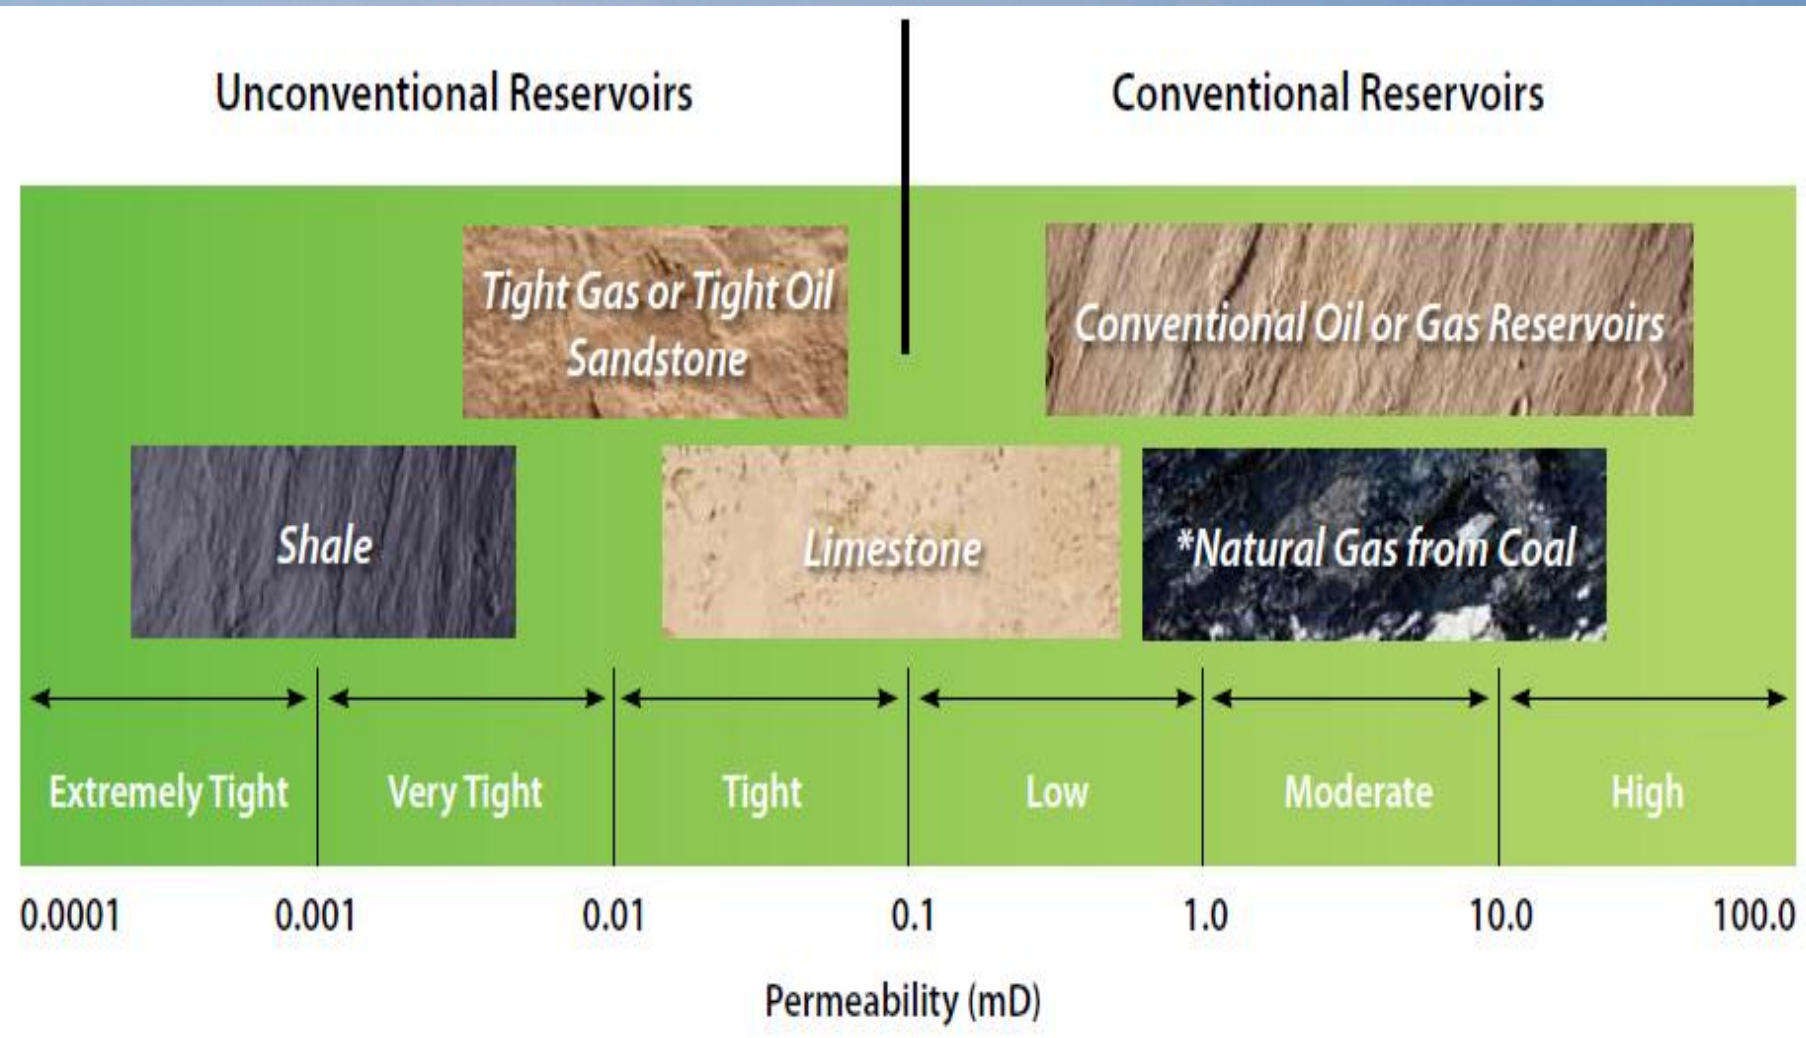 Unconventional Reservoirs
Conventional Reservoirs
Tight Gas or Tight Oil
Sandstone
Conventional Oil or Gas Reservoirs
Shale
Limestone
*Natural Gas from Coal
Extremely Tight
Very Tight
Tight
Low
Moderate
High
0.0001
0.001
0.01
0.1
1.0
10.0
100.0
Permeability (mD)